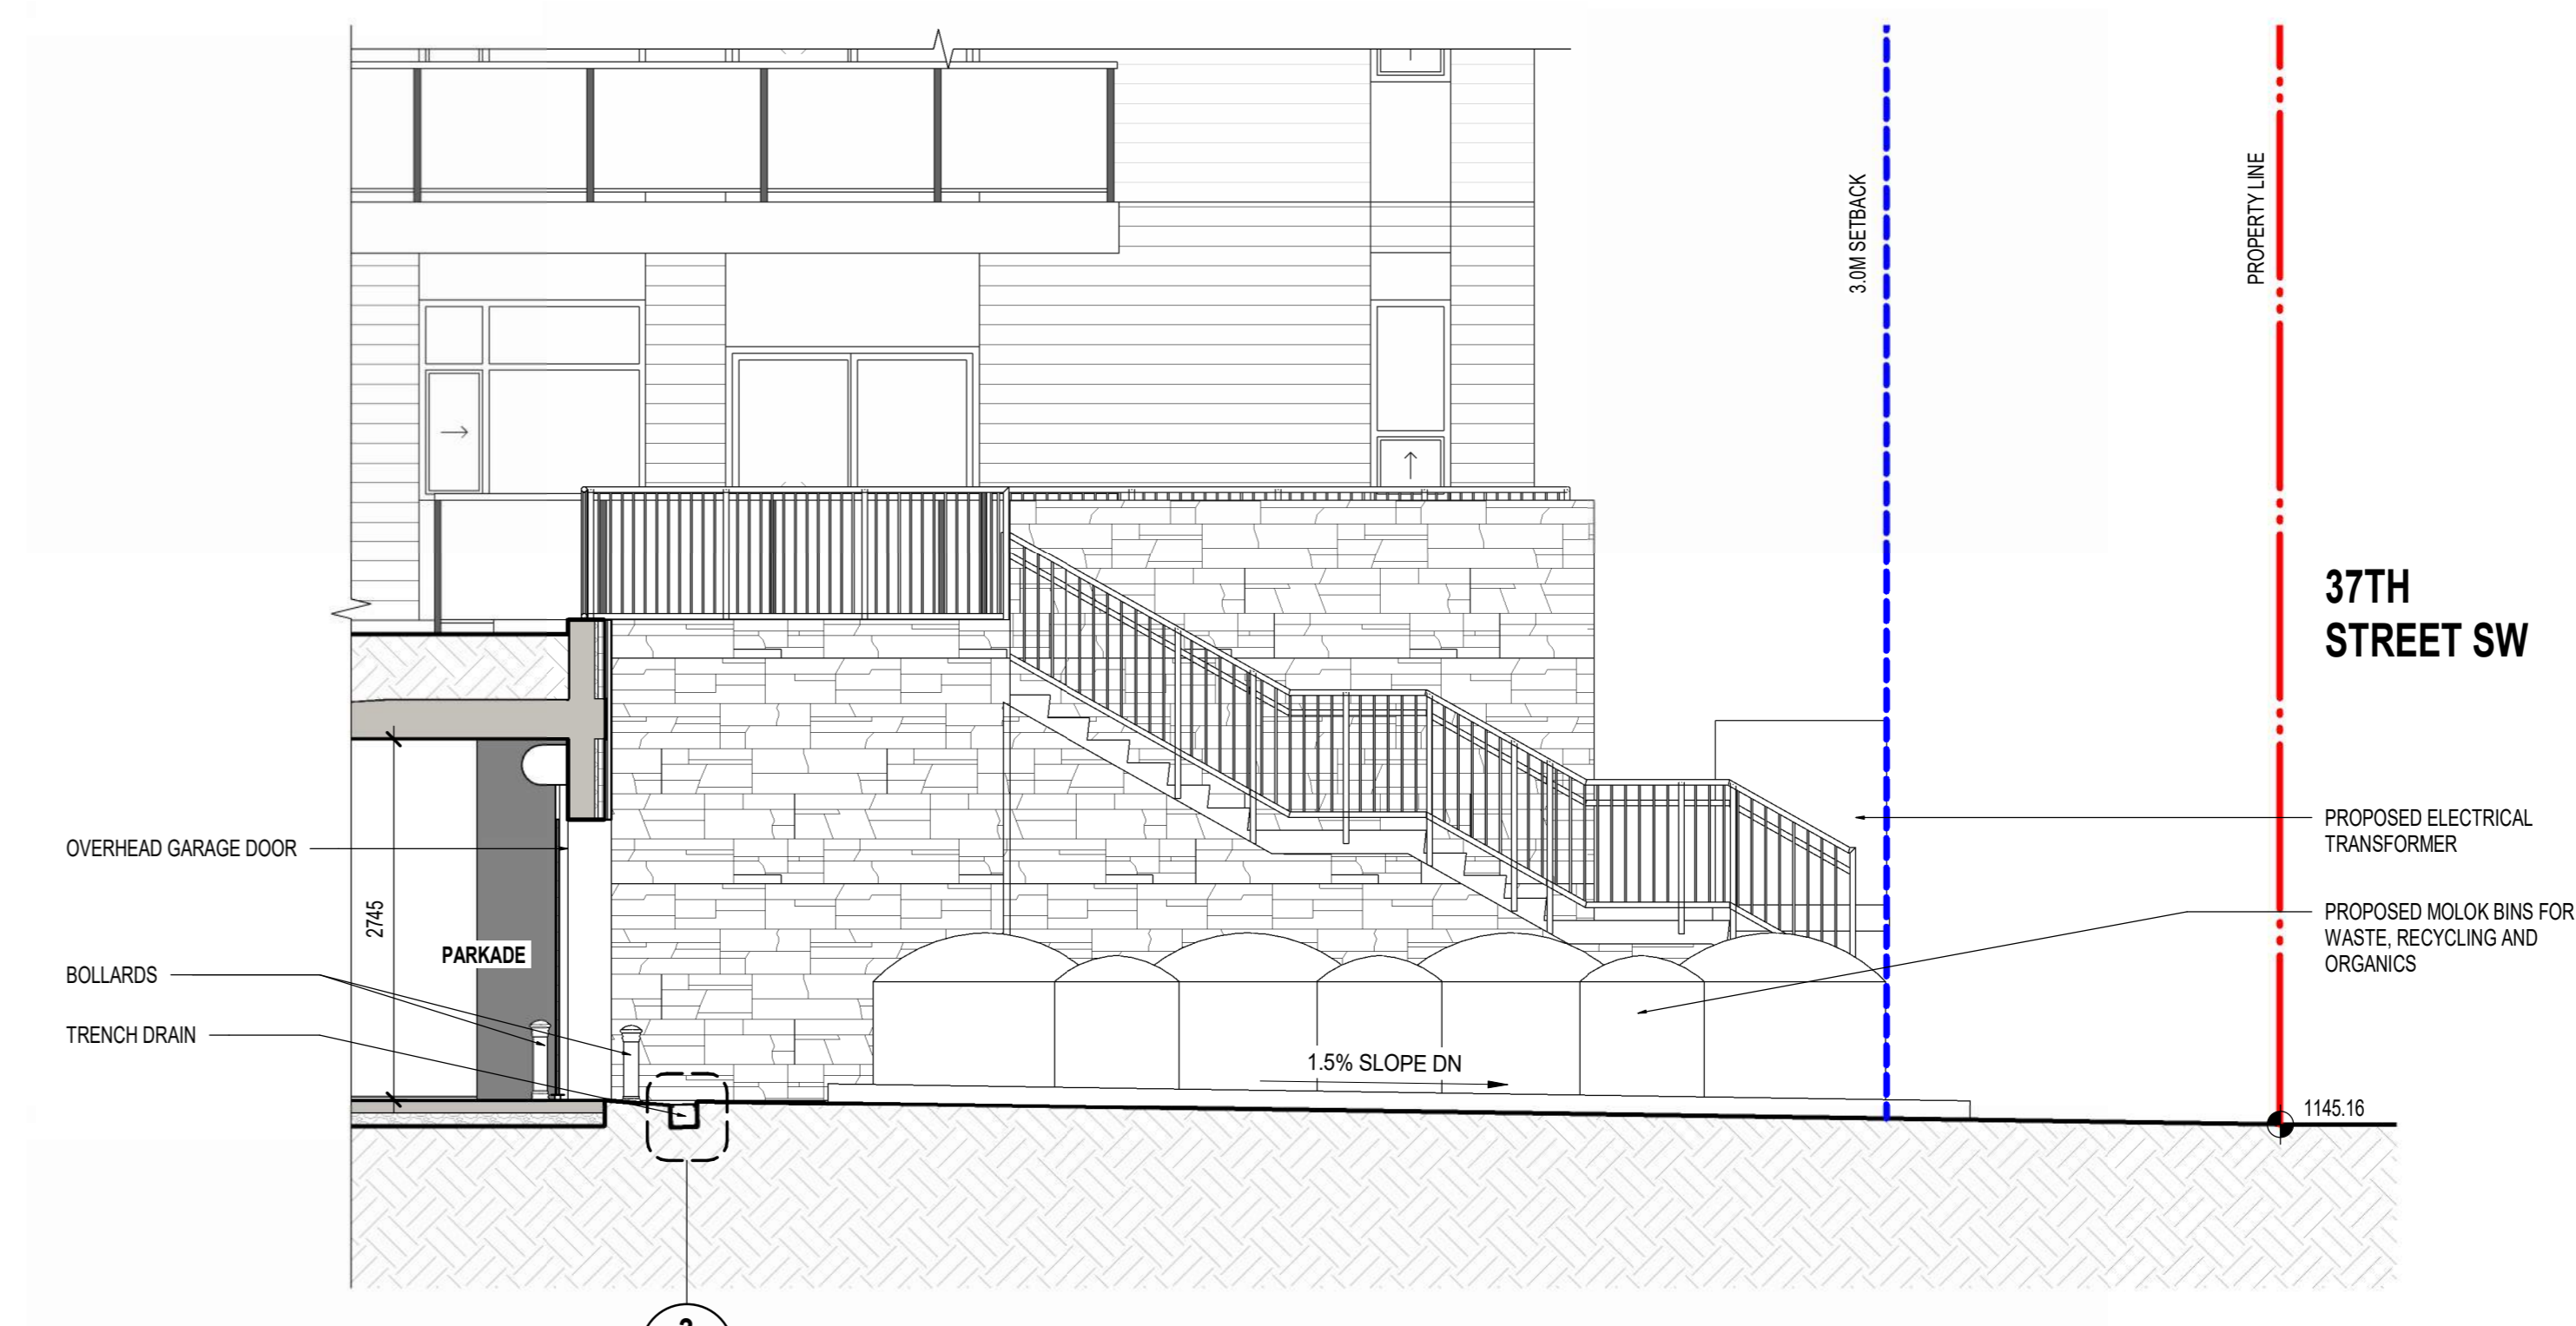 3.0M SETBACK
PROPERTY LINE
37TH
STREET SW
PROPOSED ELECTRICAL
TRANSFORMER
OVERHEAD GARAGE DOOR
2745
PARKADE
PROPOSED MOLOK BINS FOR
WASTE, RECYCLING AND
ORGANICS
BOLLARDS
TRENCH DRAIN
1.5% SLOPE DN
1145.16